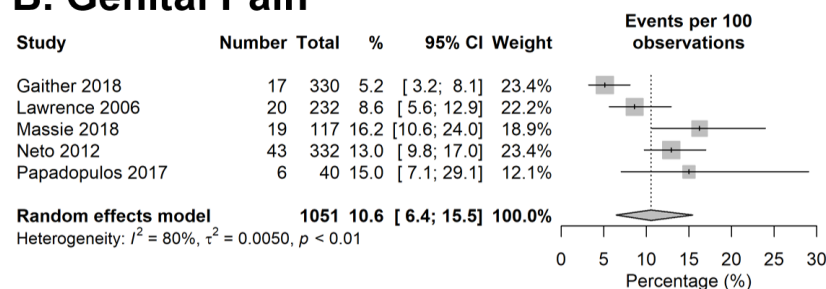 B. Genital Pain
Events per 100
observations
Study Number Total % 95% CI Weight
Gaither 2018 17 330 5.2 [ 3.2; 8.1] 23.4%
Lawrence 2006 20 232 8.6 [ 5.6; 12.9] 22.2%
Massie 2018 19 117 16.2 [10.6; 24.0] 18.9%
Neto 2012 43 332 13.0 [ 9.8; 17.0] 23.4%
Papadopulos 2017 6 40 15.0 [ 7.1; 29.1] 12.1%
Random effects model 1051 10.6 [ 6.4; 15.5] 100.0%
Heterogeneity: I² = 80%, τ² = 0.0050, p < 0.01
0 5 10 15 20 25 30
Percentage (%)